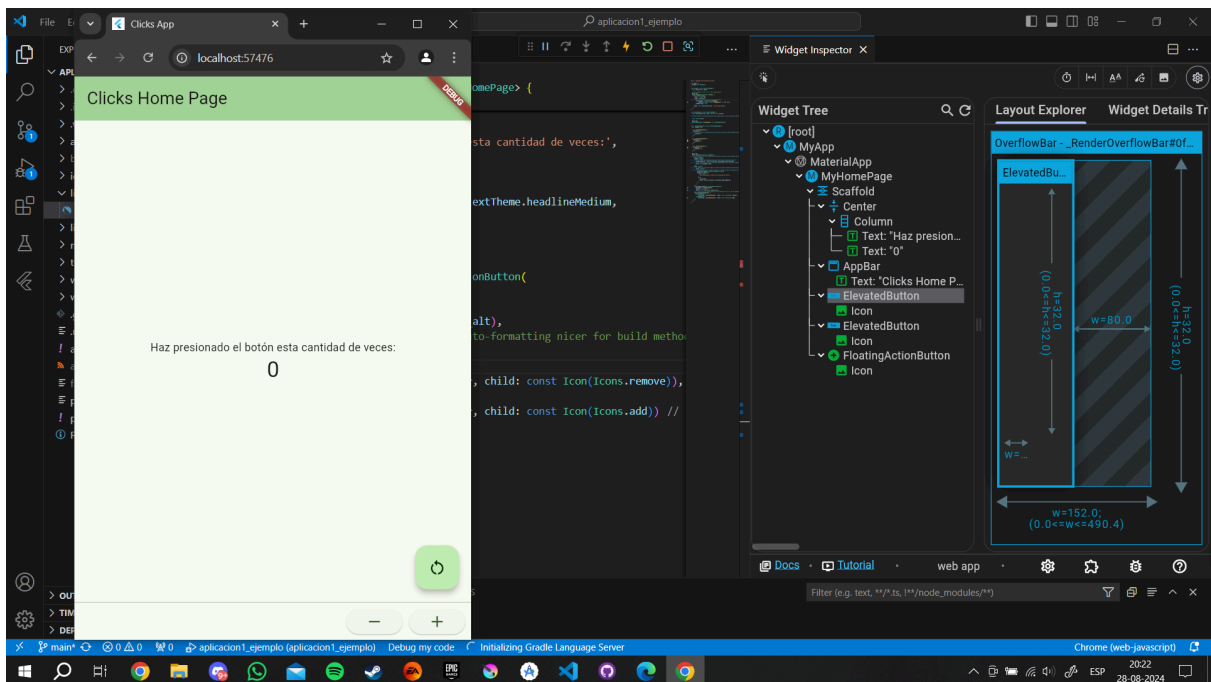 File
Clicks App
aplicacion1_ejemplo
localhost:57476
Clicks Home Page
DEBUG
Haz presionado el botón esta cantidad de veces:
0
omePage> {
sta cantidad de veces:',
extTheme.headlineMedium,
onButton(
alt),
to-formatting nicer for build metho
, child: const Icon(Icons.remove)),
, child: const Icon(Icons.add)) //
Widget Inspector
Widget Tree
[root]
MyApp
MaterialApp
MyHomePage
Scaffold
Center
Column
Text: "Haz presion...
Text: "0"
AppBar
Text: "Clicks Home P...
ElevatedButton
Icon
ElevatedButton
Icon
FloatingActionButton
Icon
Layout Explorer
Widget Details Tr
OverflowBar - _RenderOverflowBar#0f...
ElevatedBu...
h=32.0
(0.0<=h<=32.0)
w=80.0
h=32.0
(0.0<=h<=32.0)
w=...
w=152.0;
(0.0<=w<=490.4)
Docs
Tutorial
web app
Filter (e.g. text, **/*.ts, !**/node_modules/**)
main*
0
0
0
aplicacion1_ejemplo (aplicacion1_ejemplo)
Debug my code
Initializing Gradle Language Server
Chrome (web-javascript)
EPIC GAMES
ESP
20:22
28-08-2024